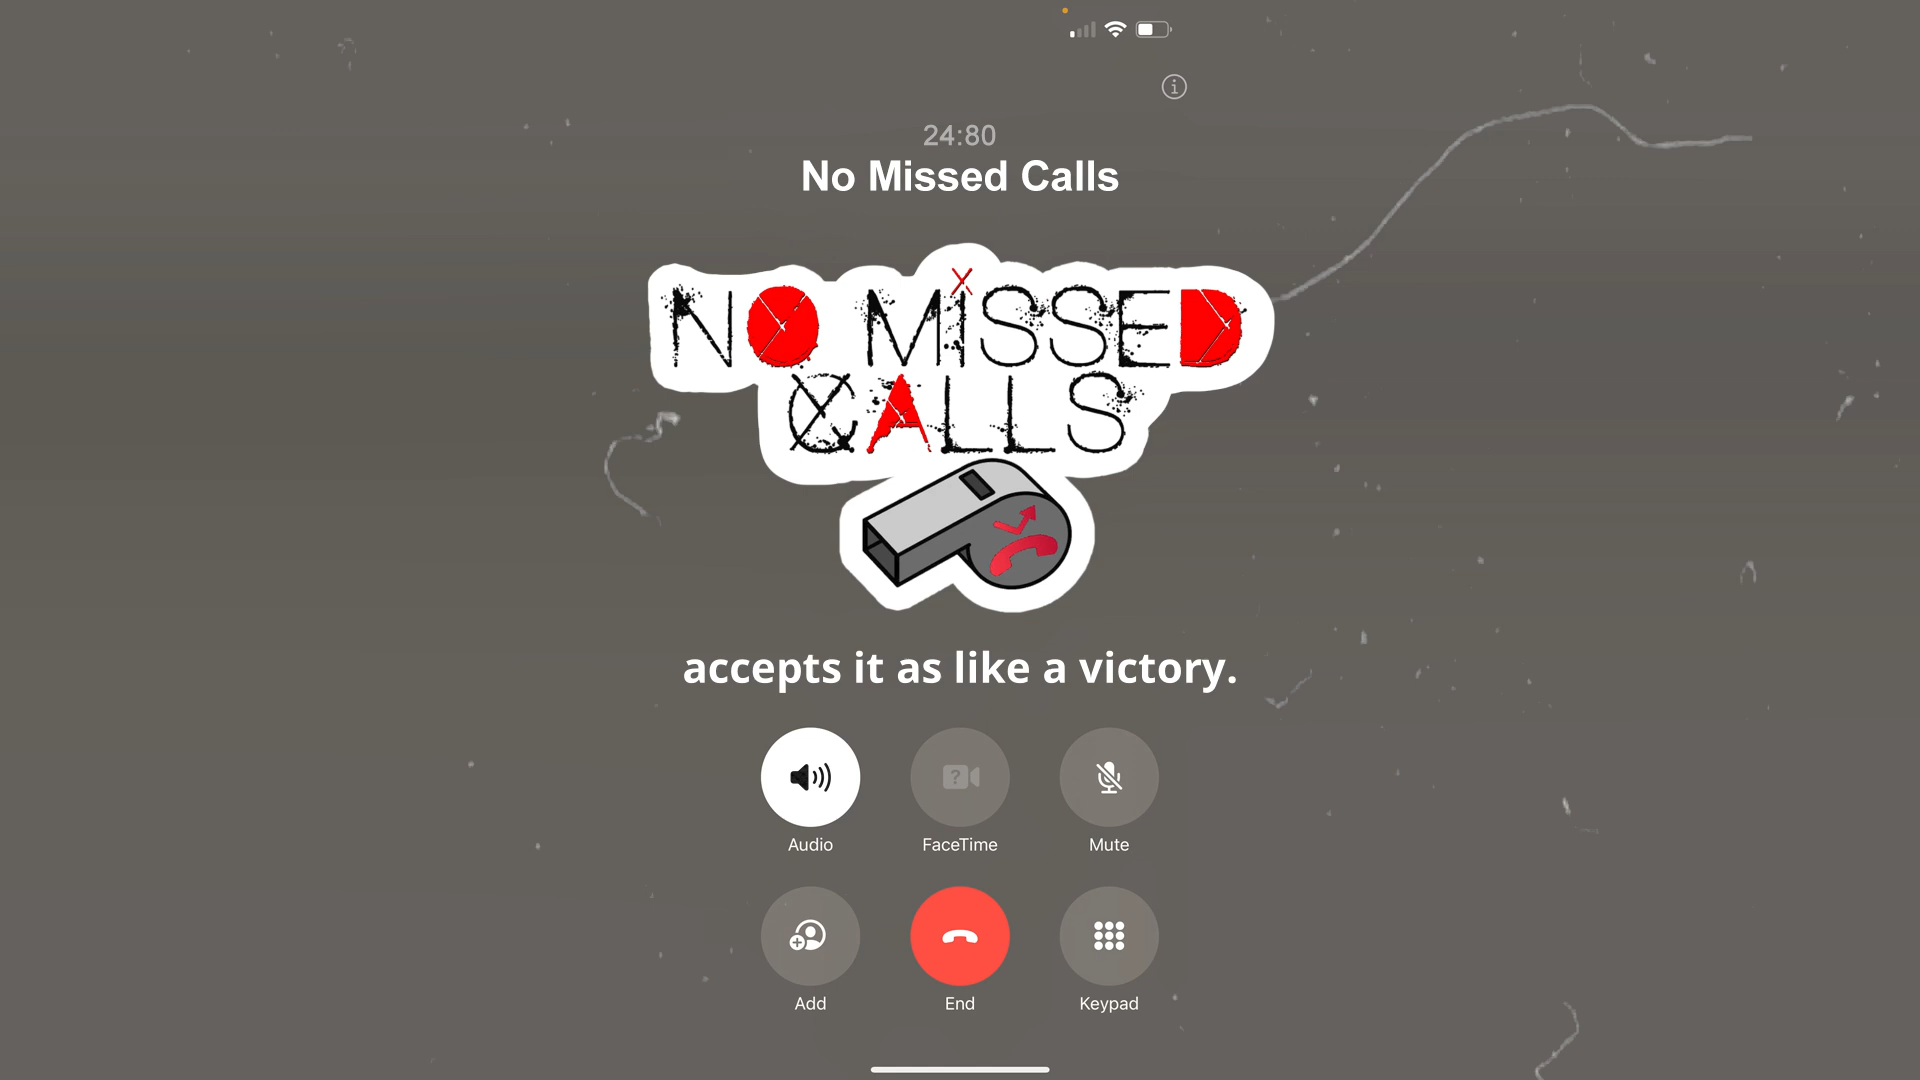 24:80
No Missed Calls
NO MiSSED
CALLS
accepts it as like a victory.
Audio
FaceTime
Mute
Add
End
Keypad